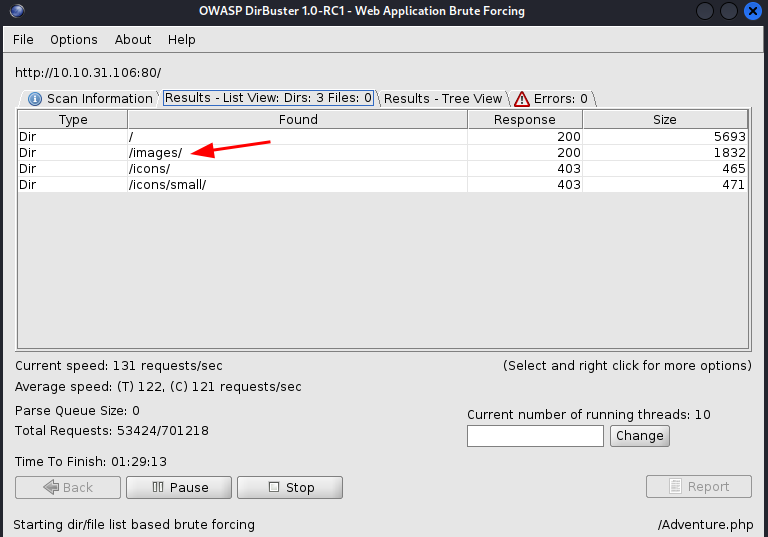 OWASP DirBuster 1.0-RC1 - Web Application Brute Forcing
File Options About Help
http://10.10.31.106:80/
Scan Information Results - List View: Dirs: 3 Files: 0 Results - Tree View Errors: 0
Type Found Response Size
Dir / 200 5693
Dir /images/ 200 1832
Dir /icons/ 403 465
Dir /icons/small/ 403 471
Current speed: 131 requests/sec (Select and right click for more options)
Average speed: (T) 122, (C) 121 requests/sec
Parse Queue Size: 0 Current number of running threads: 10
Total Requests: 53424/701218 Change
Time To Finish: 01:29:13
Back Pause Stop Report
Starting dir/file list based brute forcing /Adventure.php